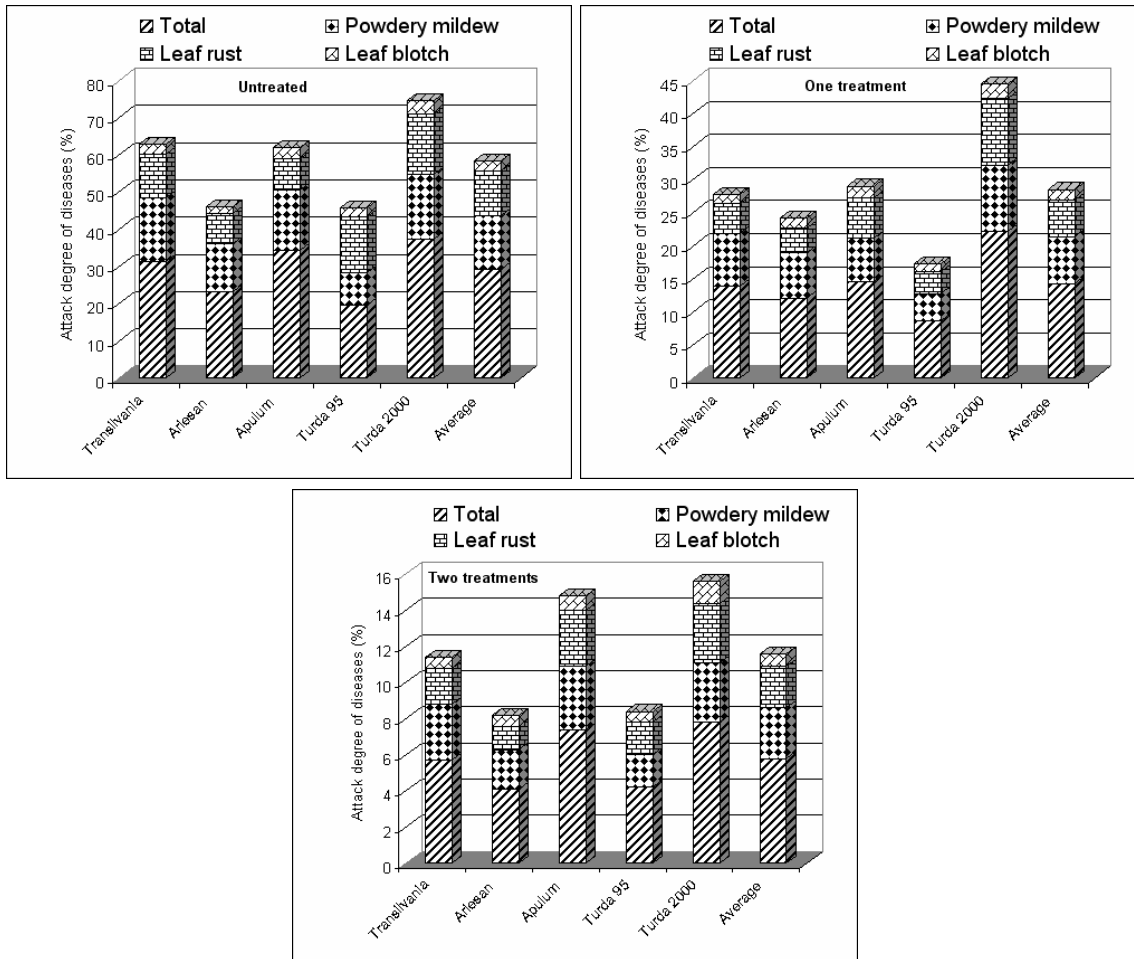 Total Powdery mildew
Leaf rust Leaf blotch
Untreated
Attack degree of diseases (%)
80
70
60
50
40
30
20
10
0
Transilvania Ariesan Apulum Turda 95 Turda 2000 Average
Total Powdery mildew
Leaf rust Leaf blotch
One treatment
Attack degree of diseases (%)
45
40
35
30
25
20
15
10
5
0
Transilvania Ariesan Apulum Turda 95 Turda 2000 Average
Total Powdery mildew
Leaf rust Leaf blotch
Two treatments
Attack degree of diseases (%)
16
14
12
10
8
6
4
2
0
Transilvania Ariesan Apulum Turda 95 Turda 2000 Average